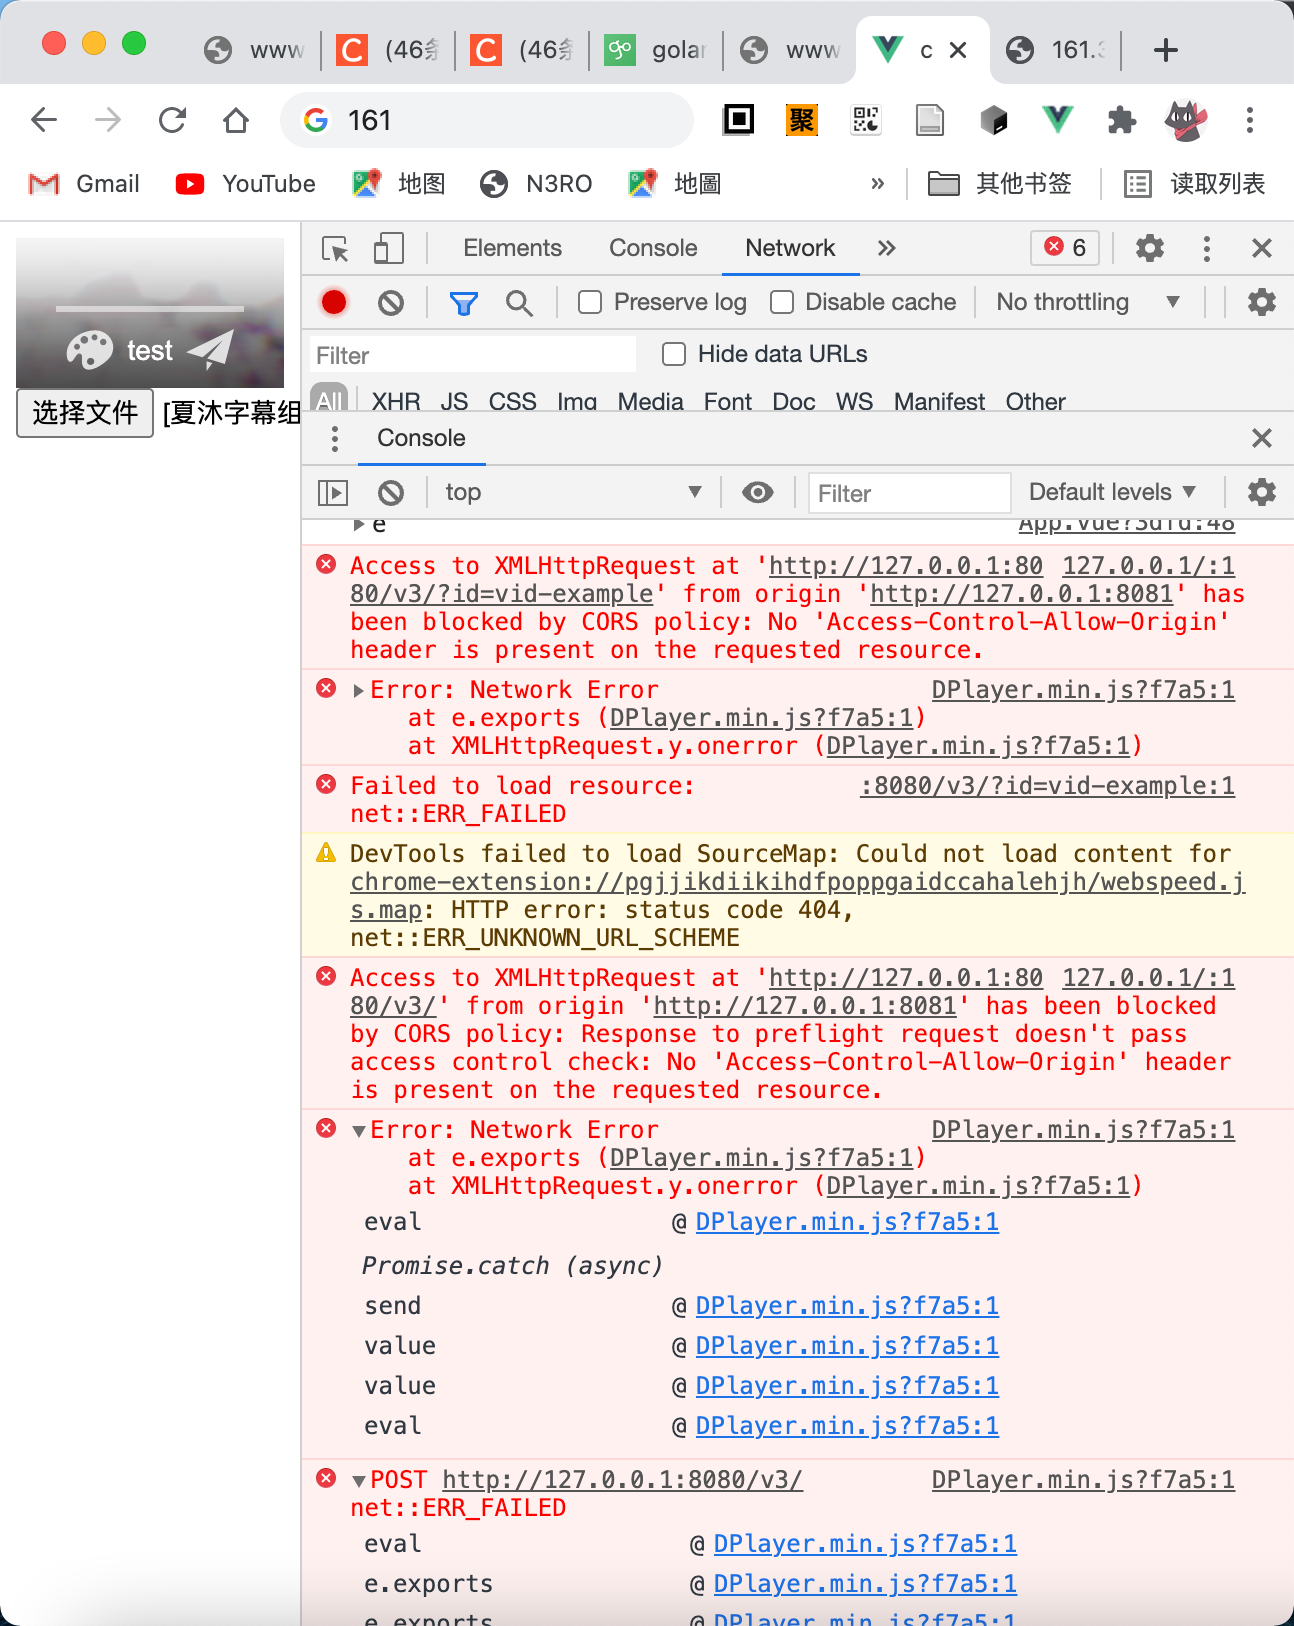 www
(46条
(46条
golan
www
c
161.3
161
Gmail
YouTube
地图
N3RO
地圖
»
其他书签
读取列表
test
选择文件 [夏沐字幕组
Elements Console Network » 6
Preserve log Disable cache No throttling
Filter Hide data URLs
All XHR JS CSS Img Media Font Doc WS Manifest Other
Console
top Filter Default levels
e App.vue?3dfd:48
Access to XMLHttpRequest at 'http://127.0.0.1:80 127.0.0.1/:1
80/v3/?id=vid-example' from origin 'http://127.0.0.1:8081' has
been blocked by CORS policy: No 'Access-Control-Allow-Origin'
header is present on the requested resource.
Error: Network Error DPlayer.min.js?f7a5:1
at e.exports (DPlayer.min.js?f7a5:1)
at XMLHttpRequest.y.onerror (DPlayer.min.js?f7a5:1)
Failed to load resource: :8080/v3/?id=vid-example:1
net::ERR_FAILED
DevTools failed to load SourceMap: Could not load content for
chrome-extension://pgjjikdiikihdfpoppgaidccahalehjh/webspeed.j
s.map: HTTP error: status code 404,
net::ERR_UNKNOWN_URL_SCHEME
Access to XMLHttpRequest at 'http://127.0.0.1:80 127.0.0.1/:1
80/v3/' from origin 'http://127.0.0.1:8081' has been blocked
by CORS policy: Response to preflight request doesn't pass
access control check: No 'Access-Control-Allow-Origin' header
is present on the requested resource.
Error: Network Error DPlayer.min.js?f7a5:1
at e.exports (DPlayer.min.js?f7a5:1)
at XMLHttpRequest.y.onerror (DPlayer.min.js?f7a5:1)
eval @ DPlayer.min.js?f7a5:1
Promise.catch (async)
send @ DPlayer.min.js?f7a5:1
value @ DPlayer.min.js?f7a5:1
value @ DPlayer.min.js?f7a5:1
eval @ DPlayer.min.js?f7a5:1
POST http://127.0.0.1:8080/v3/ DPlayer.min.js?f7a5:1
net::ERR_FAILED
eval @ DPlayer.min.js?f7a5:1
e.exports @ DPlayer.min.js?f7a5:1
e.exports @ DPlayer.min.js?f7a5:1